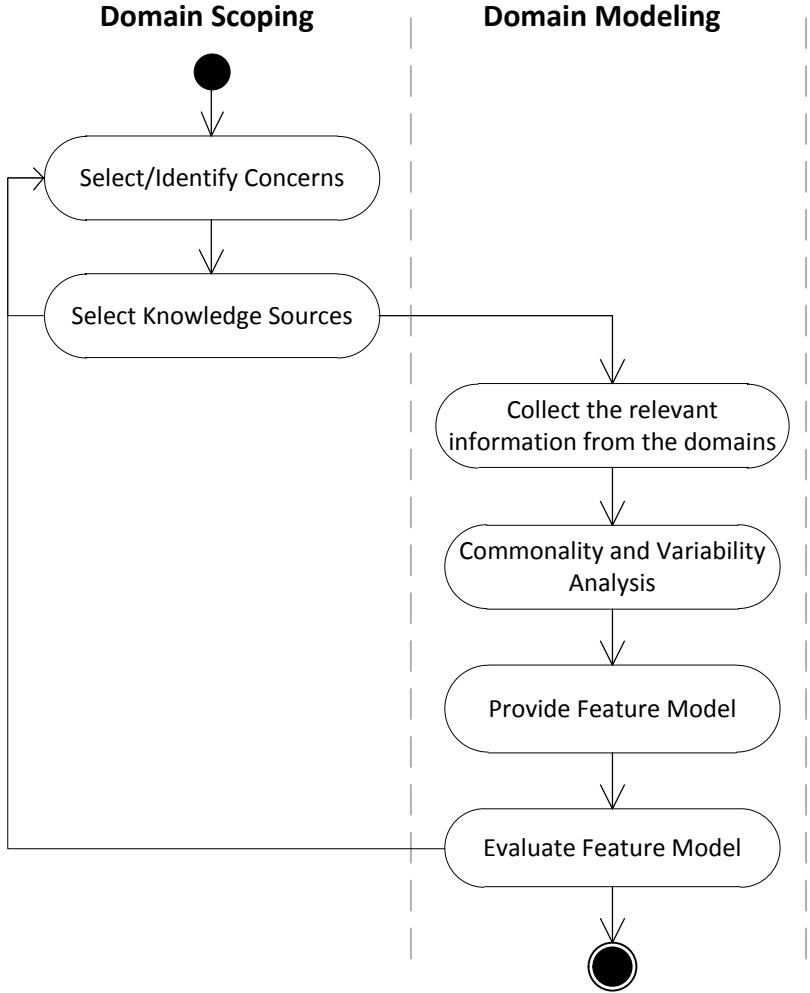 Domain Scoping
Domain Modeling
Select/Identify Concerns
Select Knowledge Sources
Collect the relevant
information from the domains
Commonality and Variability
Analysis
Provide Feature Model
Evaluate Feature Model